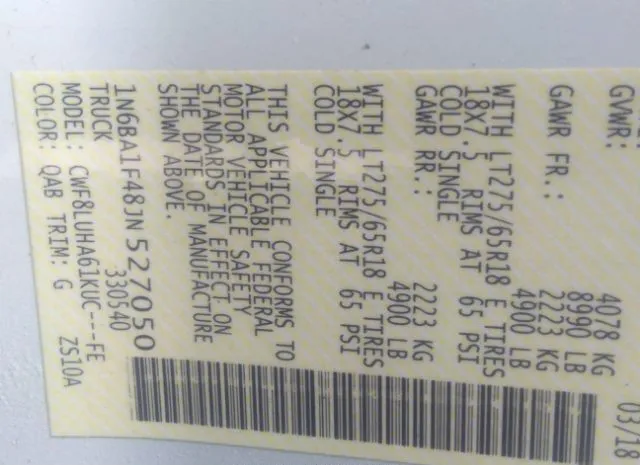 03/18
GVWR: 4078 KG
8990 LB
GAWR FR.: 2223 KG
4900 LB
WITH LT275/65R18 E TIRES
18X7.5 RIMS AT 65 PSI
COLD SINGLE
GAWR RR.: 2223 KG
4900 LB
WITH LT275/65R18 E TIRES
18X7.5 RIMS AT 65 PSI
COLD SINGLE
THIS VEHICLE CONFORMS TO
ALL APPLICABLE FEDERAL
MOTOR VEHICLE SAFETY
STANDARDS IN EFFECT ON
THE DATE OF MANUFACTURE
SHOWN ABOVE.
1N6BA1F48JN527050
TRUCK 330540
MODEL: CWF8LUHA61KUC---FE
COLOR: QAB TRIM: G ZS10A